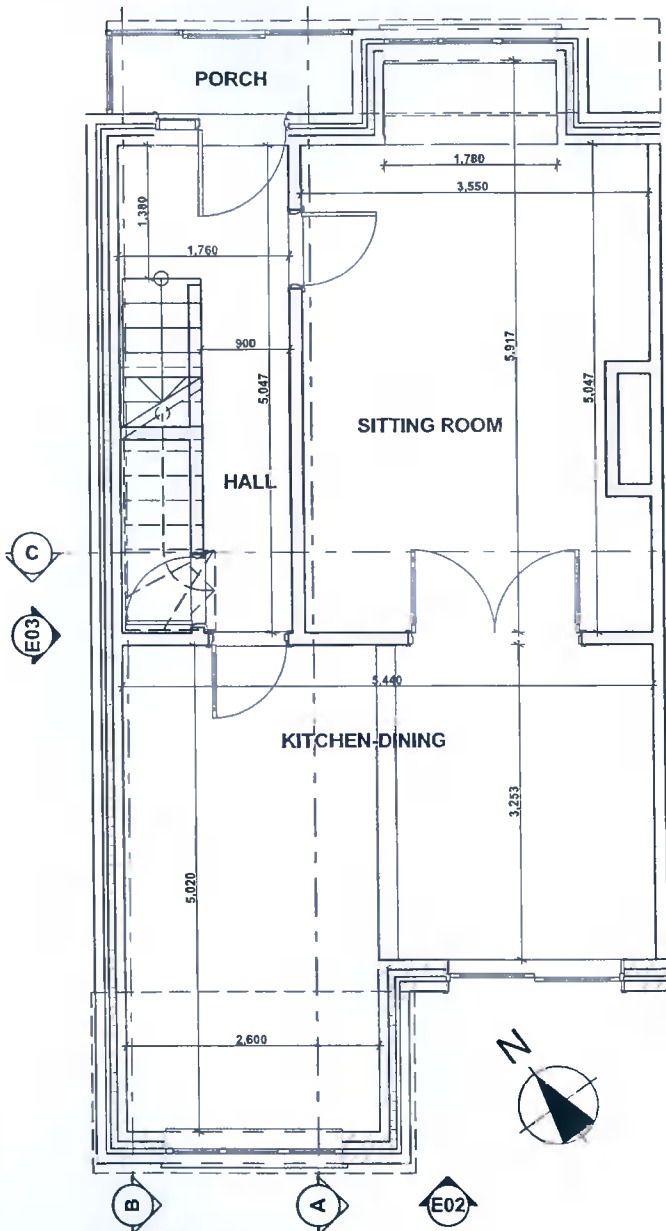 PORCH
1,780
3,550
1,380
1,760
900
5,917
5,047
5,047
SITTING ROOM
HALL
C
E03
5,440
KITCHEN-DINING
3,253
5,020
N
2,600
B
A
E02